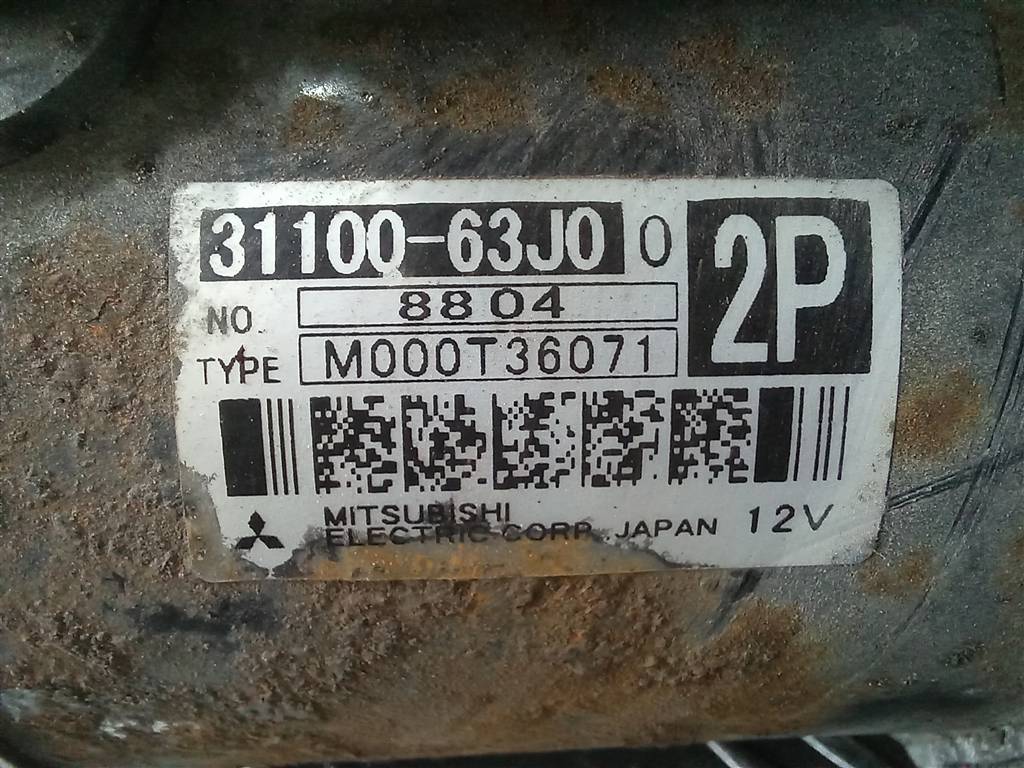 31100-63J0 0
2P
NO. 8804
TYPE M000T36071
MITSUBISHI
ELECTRIC CORP. JAPAN 12V